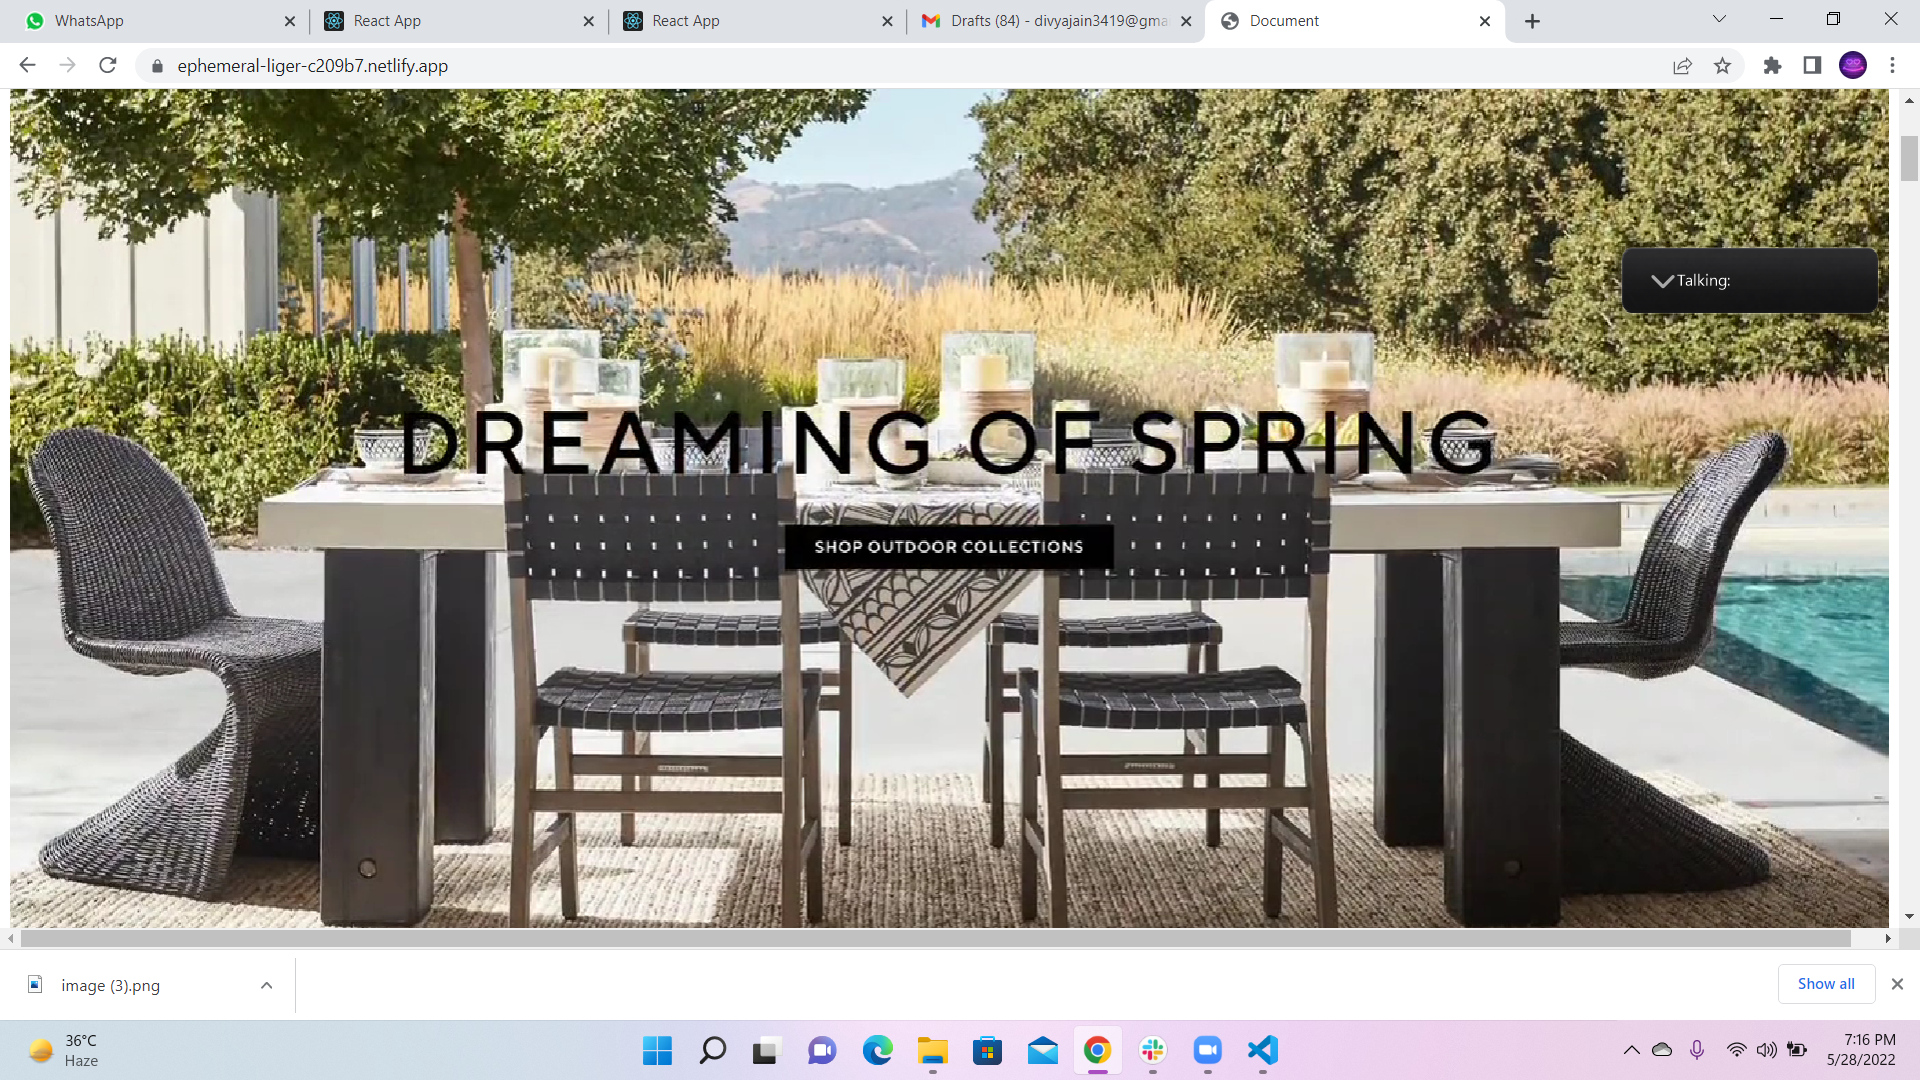 WhatsApp
React App
React App
Drafts (84) - divyajain3419@gma
Document
ephemeral-liger-c209b7.netlify.app
Talking:
DREAMING OF SPRING
SHOP OUTDOOR COLLECTIONS
image (3).png
Show all
36°C
Haze
7:16 PM
5/28/2022